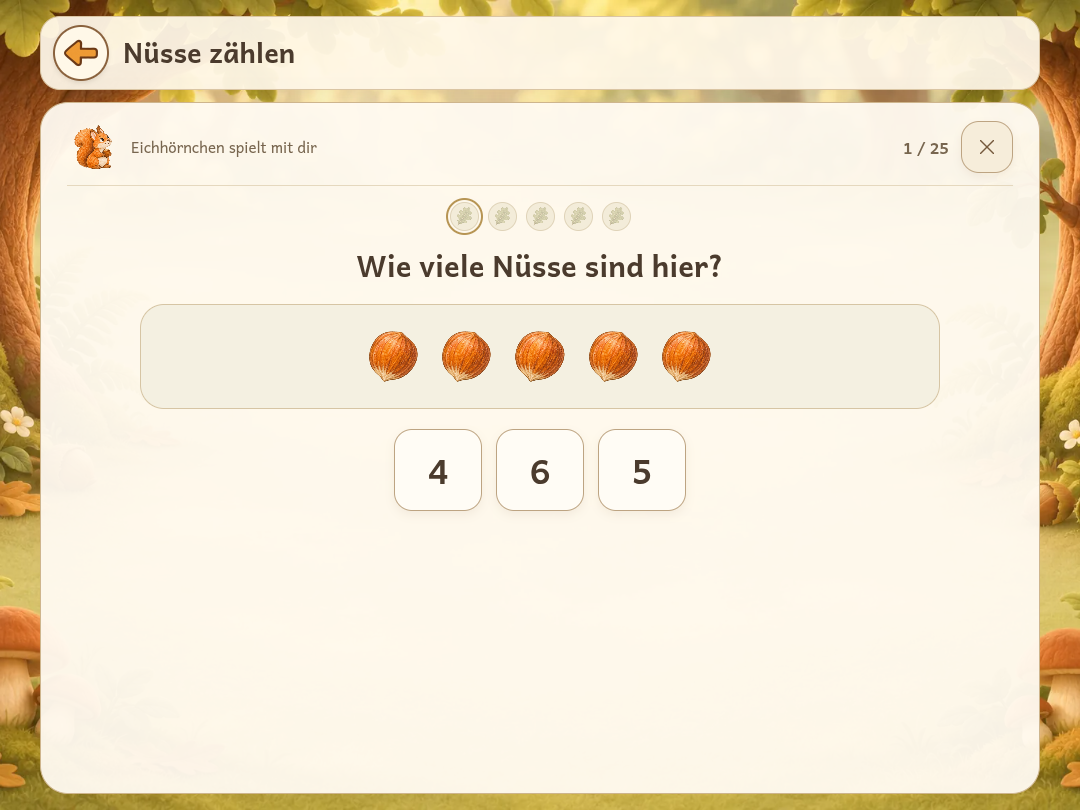 Nüsse zählen
Eichhörnchen spielt mit dir
1 / 25
Wie viele Nüsse sind hier?
4 6 5